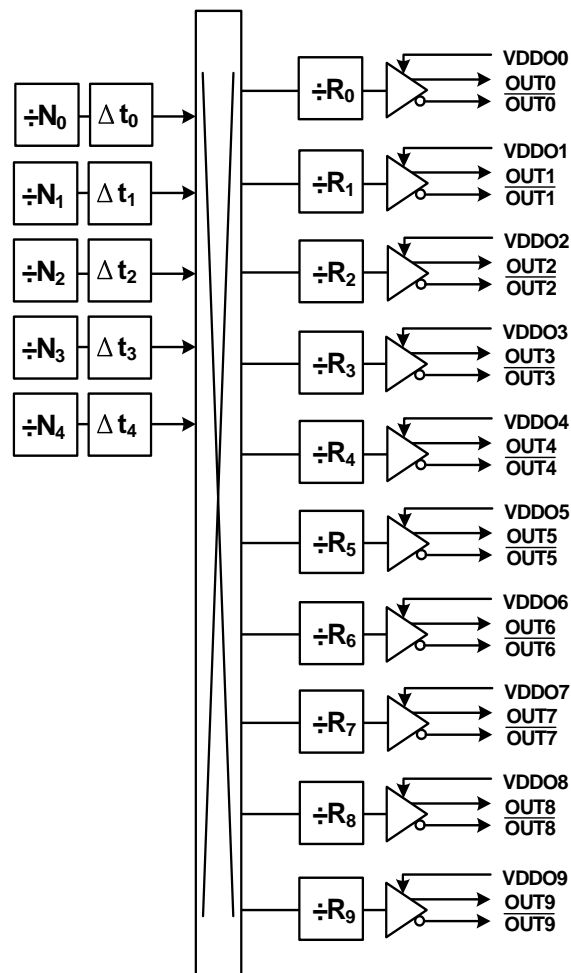 ÷N₀ Δ t₀
÷N₁ Δ t₁
÷N₂ Δ t₂
÷N₃ Δ t₃
÷N₄ Δ t₄
÷R₀
VDDO0
OUT0
OUT0
÷R₁
VDDO1
OUT1
OUT1
÷R₂
VDDO2
OUT2
OUT2
÷R₃
VDDO3
OUT3
OUT3
÷R₄
VDDO4
OUT4
OUT4
÷R₅
VDDO5
OUT5
OUT5
÷R₆
VDDO6
OUT6
OUT6
÷R₇
VDDO7
OUT7
OUT7
÷R₈
VDDO8
OUT8
OUT8
÷R₉
VDDO9
OUT9
OUT9